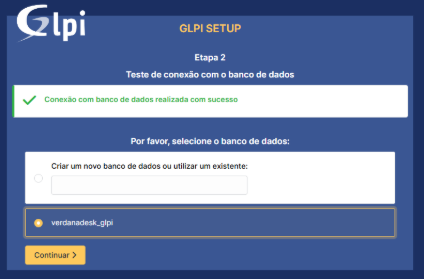 Glpi
GLPI SETUP
Etapa 2
Teste de conexão com o banco de dados
Conexão com banco de dados realizada com sucesso
Por favor, selecione o banco de dados:
Criar um novo banco de dados ou utilizar um existente:
verdanadesk_glpi
Continuar >